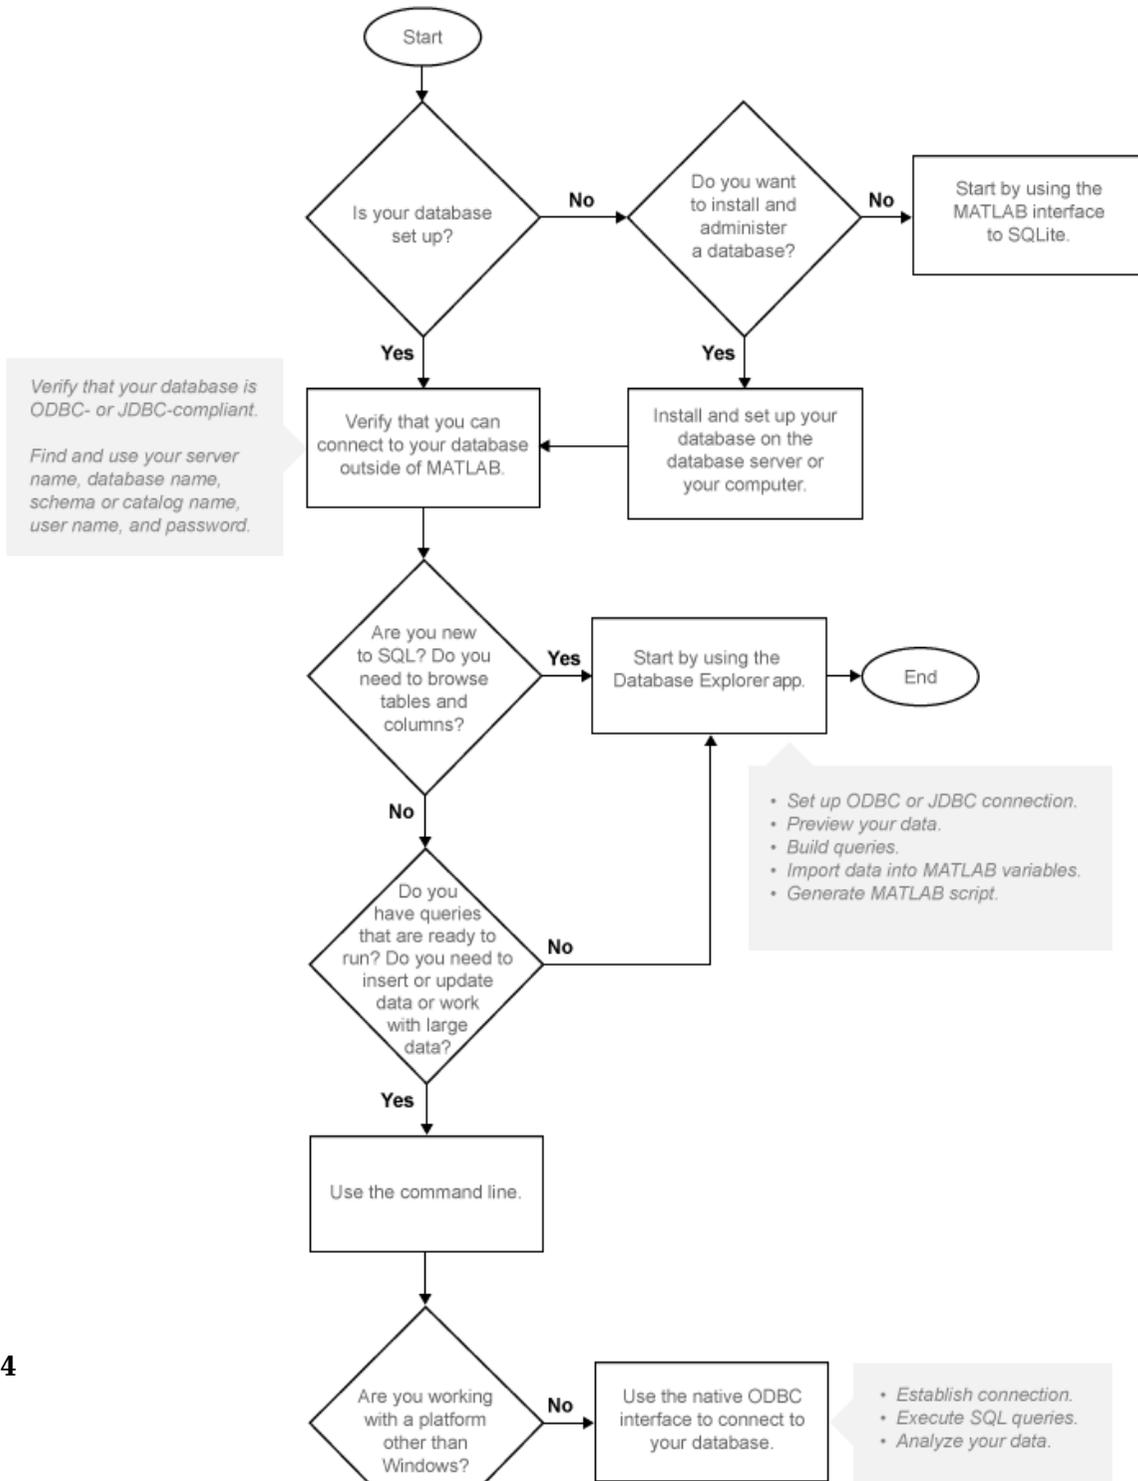 Start
Is your database
set up?
No
Do you want
to install and
administer
a database?
No
Start by using the
MATLAB interface
to SQLite.
Yes
Yes
Verify that your database is
ODBC- or JDBC-compliant.
Find and use your server
name, database name,
schema or catalog name,
user name, and password.
Verify that you can
connect to your database
outside of MATLAB.
Install and set up your
database on the
database server or
your computer.
Are you new
to SQL? Do you
need to browse
tables and
columns?
Yes
Start by using the
Database Explorer app.
End
No
• Set up ODBC or JDBC connection.
• Preview your data.
• Build queries.
• Import data into MATLAB variables.
• Generate MATLAB script.
Do you
have queries
that are ready to
run? Do you need to
insert or update
data or work
with large
data?
No
Yes
Use the command line.
4
Are you working
with a platform
other than
Windows?
No
Use the native ODBC
interface to connect to
your database.
• Establish connection.
• Execute SQL queries.
• Analyze your data.